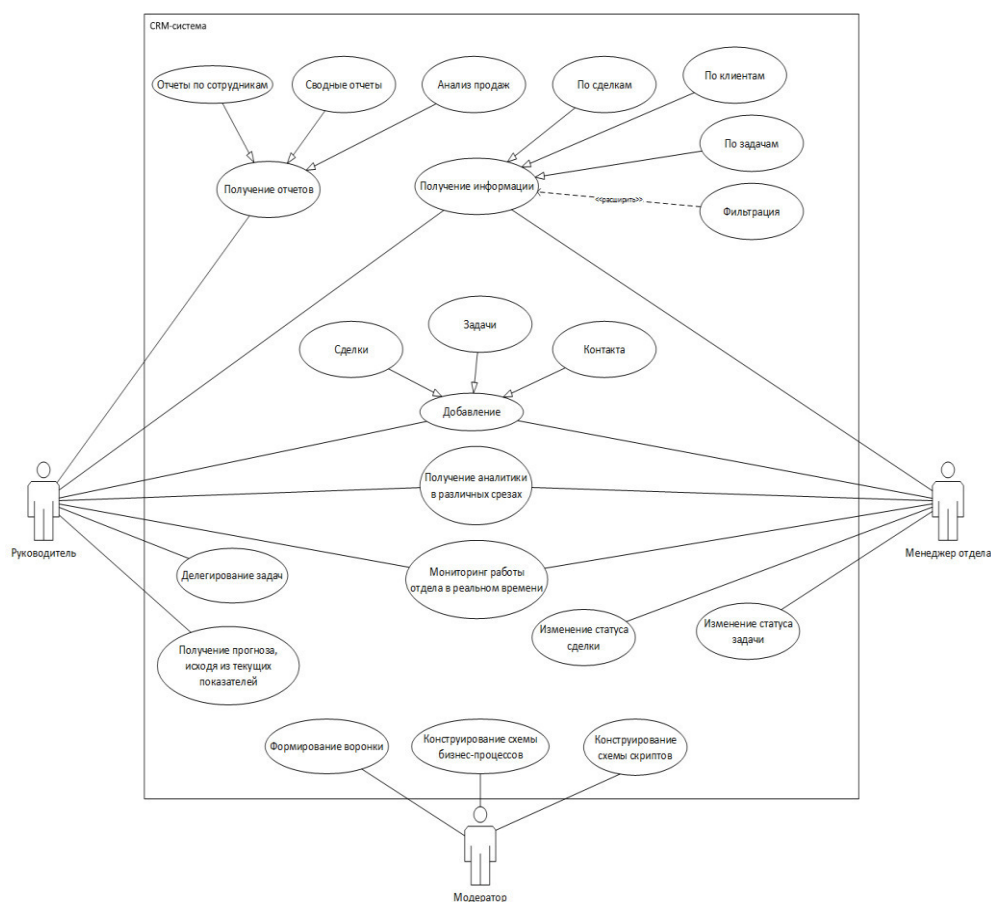 CRM-система
Отчеты по сотрудникам
Сводные отчеты
Анализ продаж
По сделкам
По клиентам
По задачам
Получение отчетов
Получение информации
<<расширить>>
Фильтрация
Задачи
Сделки
Контакта
Добавление
Получение аналитики
в различных срезах
Руководитель
Менеджер отдела
Делегирование задач
Мониторинг работы
отдела в реальном времени
Изменение статуса
сделки
Изменение статуса
задачи
Получение прогноза,
исходя из текущих
показателей
Формирование воронки
Конструирование схемы
бизнес-процессов
Конструирование
схемы скриптов
Модератор